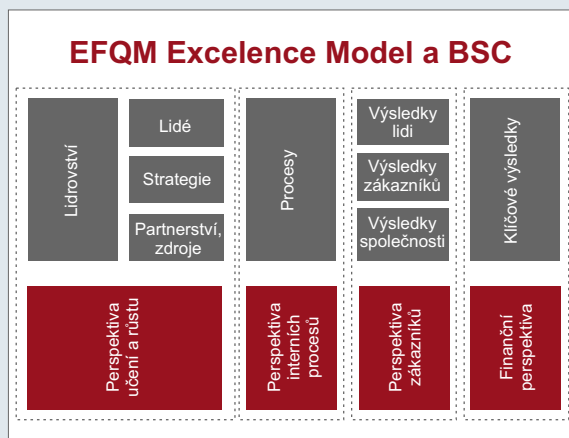 EFQM Excelence Model a BSC
Lidrovství
Lidé
Strategie
Partnerství,
zdroje
Procesy
Výsledky
lidi
Výsledky
zákazníků
Výsledky
společnosti
Klíčové výsledky
Perspektiva
učení a růstu
Perspektiva
interních
procesů
Perspektiva
zákazníků
Finanční
perspektiva